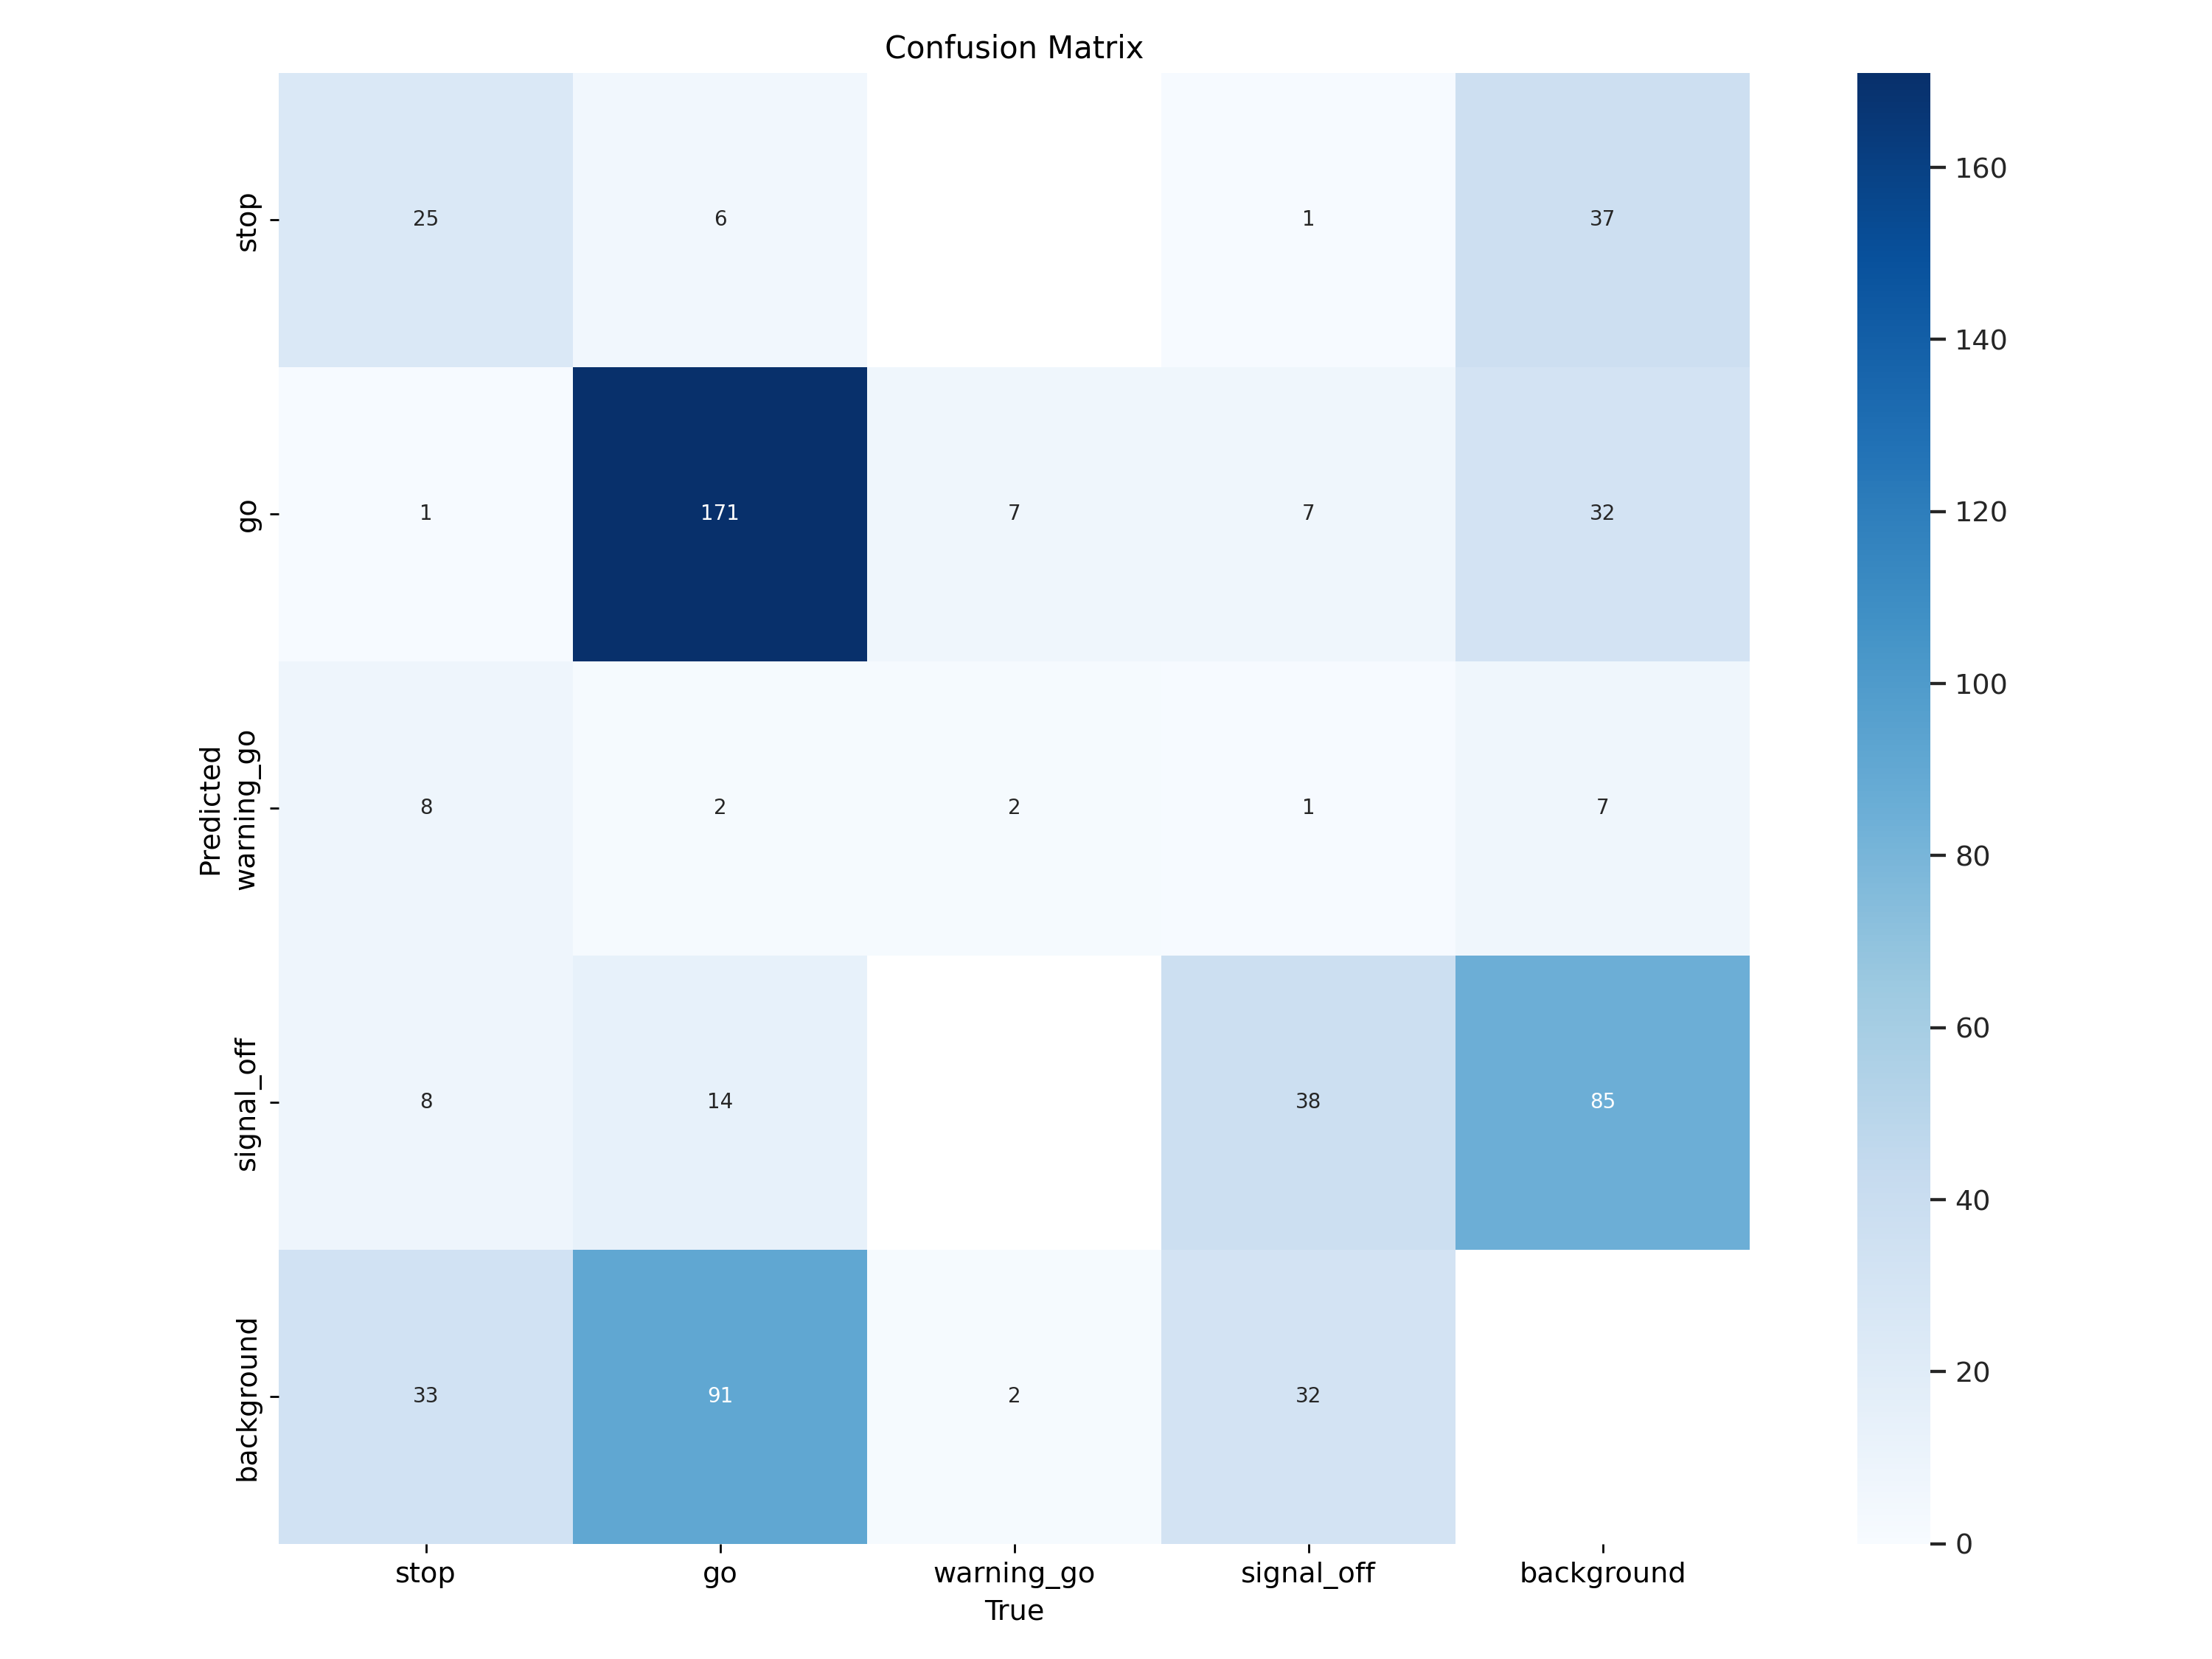 Confusion Matrix
stop
25
6
1
37
go
1
171
7
7
32
warning_go
8
2
2
1
7
signal_off
8
14
38
85
background
33
91
2
32
Predicted
stop
go
warning_go
signal_off
background
True
160
140
120
100
80
60
40
20
0